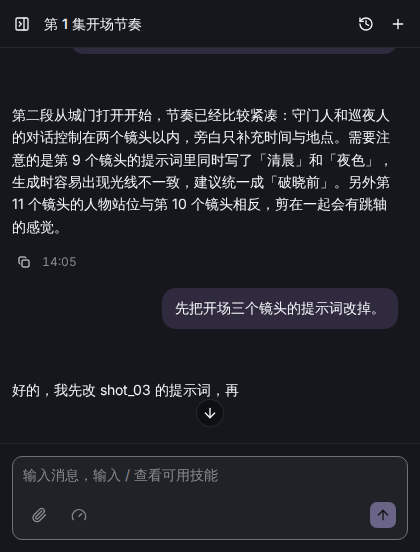 第 1 集开场节奏
第二段从城门打开开始，节奏已经比较紧凑：守门人和巡夜人
的对话控制在两个镜头以内，旁白只补充时间与地点。需要注
意的是第 9 个镜头的提示词里同时写了「清晨」和「夜色」，
生成时容易出现光线不一致，建议统一成「破晓前」。另外第
11 个镜头的人物站位与第 10 个镜头相反，剪在一起会有跳轴
的感觉。
14:05
先把开场三个镜头的提示词改掉。
好的，我先改 shot_03 的提示词，再
输入消息，输入 / 查看可用技能